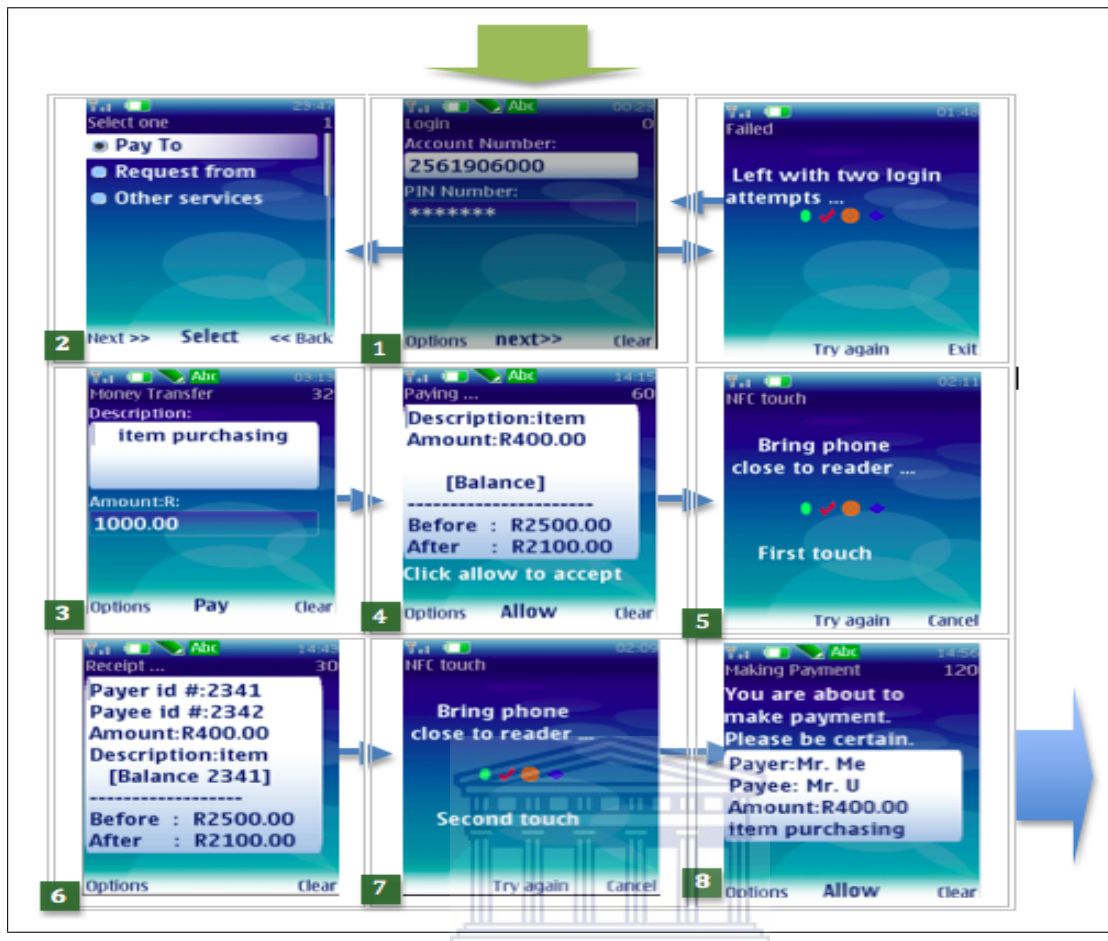 23:47
Select one 1
Pay To
Request from
Other services
Next >> Select << Back
2
Abc 00:23
Login 0
Account Number:
2561906000
PIN Number:
*******
Options next>> Clear
1
01:46
Failed
Left with two login
attempts ...
Try again Exit
Abc 03:13
Money Transfer 32
Description:
item purchasing
Amount:R:
1000.00
Options Pay Clear
3
Abc 14:15
Paying ... 60
Description:item
Amount:R400.00
[Balance]
----------------------
Before : R2500.00
After : R2100.00
Click allow to accept
Options Allow Clear
4
02:11
NFC touch
Bring phone
close to reader ...
First touch
Try again Cancel
5
Abc 14:43
Receipt ... 30
Payer id #:2341
Payee id #:2342
Amount:R400.00
Description:item
[Balance 2341]
------------------
Before : R2500.00
After : R2100.00
Options Clear
6
02:09
NFC touch
Bring phone
close to reader ...
Second touch
Try again Cancel
7
Abc 14:56
Making Payment 120
You are about to
make payment.
Please be certain.
Payer:Mr. Me
Payee: Mr. U
Amount:R400.00
item purchasing
Options Allow Clear
8